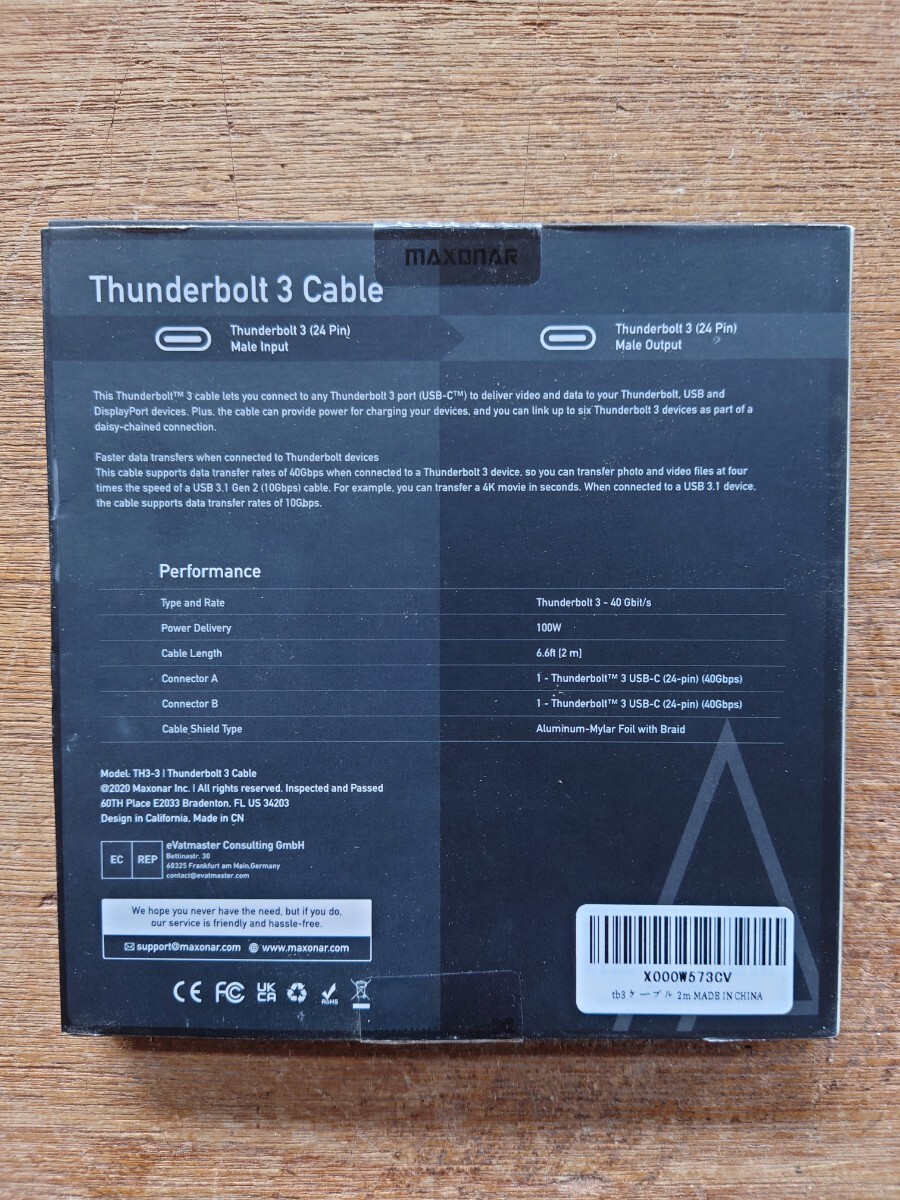 MAXONAR
Thunderbolt 3 Cable
Thunderbolt 3 (24 Pin)
Male Input
Thunderbolt 3 (24 Pin)
Male Output
This Thunderbolt™ 3 cable lets you connect to any Thunderbolt 3 port (USB-C™) to deliver video and data to your Thunderbolt, USB and
DisplayPort devices. Plus, the cable can provide power for charging your devices, and you can link up to six Thunderbolt 3 devices as part of a
daisy-chained connection.
Faster data transfers when connected to Thunderbolt devices
This cable supports data transfer rates of 40Gbps when connected to a Thunderbolt 3 device, so you can transfer photo and video files at four
times the speed of a USB 3.1 Gen 2 (10Gbps) cable. For example, you can transfer a 4K movie in seconds. When connected to a USB 3.1 device,
the cable supports data transfer rates of 10Gbps.
Performance
Type and Rate Thunderbolt 3 - 40 Gbit/s
Power Delivery 100W
Cable Length 6.6ft [2 m]
Connector A 1 - Thunderbolt™ 3 USB-C (24-pin) (40Gbps)
Connector B 1 - Thunderbolt™ 3 USB-C (24-pin) (40Gbps)
Cable Shield Type Aluminum-Mylar Foil with Braid
Model: TH3-3 | Thunderbolt 3 Cable
@2020 Maxonar Inc. | All rights reserved. Inspected and Passed
60TH Place E2033 Bradenton, FL US 34203
Design in California, Made in CN
EC REP
eVatmaster Consulting GmbH
Bettinastr. 30
60325 Frankfurt am Main,Germany
contact@evatmaster.com
We hope you never have the need, but if you do,
our service is friendly and hassle-free.
support@maxonar.com www.maxonar.com
CE FC UK CA RoHS
X000W573GV
tb3 ケーブル 2m MADE IN CHINA